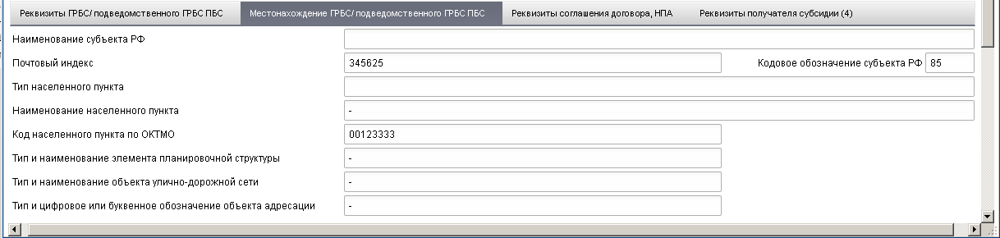 Реквизиты ГРБС/ подведомственного ГРБС ПБС Местонахождение ГРБС/ подведомственного ГРБС ПБС Реквизиты соглашения договора, НПА Реквизиты получателя субсидии (4)
Наименование субъекта РФ
Почтовый индекс 345625 Кодовое обозначение субъекта РФ 85
Тип населенного пункта
Наименование населенного пункта -
Код населенного пункта по ОКТМО 00123333
Тип и наименование элемента планировочной структуры -
Тип и наименование объекта улично-дорожной сети -
Тип и цифровое или буквенное обозначение объекта адресации -